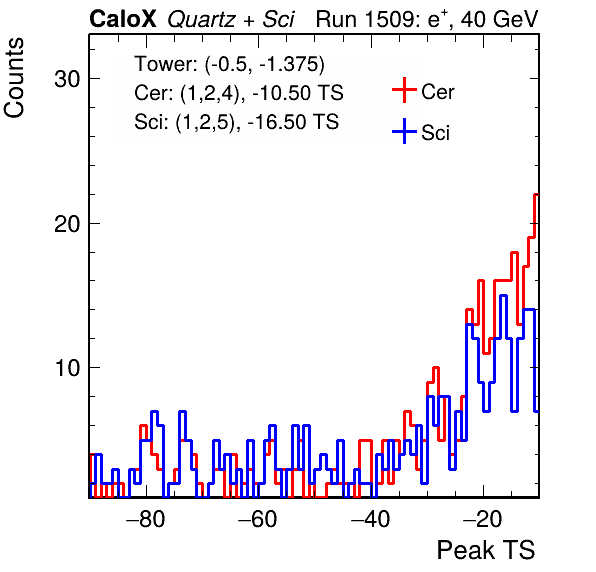 CaloX Quartz + Sci Run 1509: e⁺, 40 GeV
Counts
Tower: (-0.5, -1.375)
Cer: (1,2,4), -10.50 TS
Sci: (1,2,5), -16.50 TS
Cer
Sci
30
20
10
−80 −60 −40 −20
Peak TS